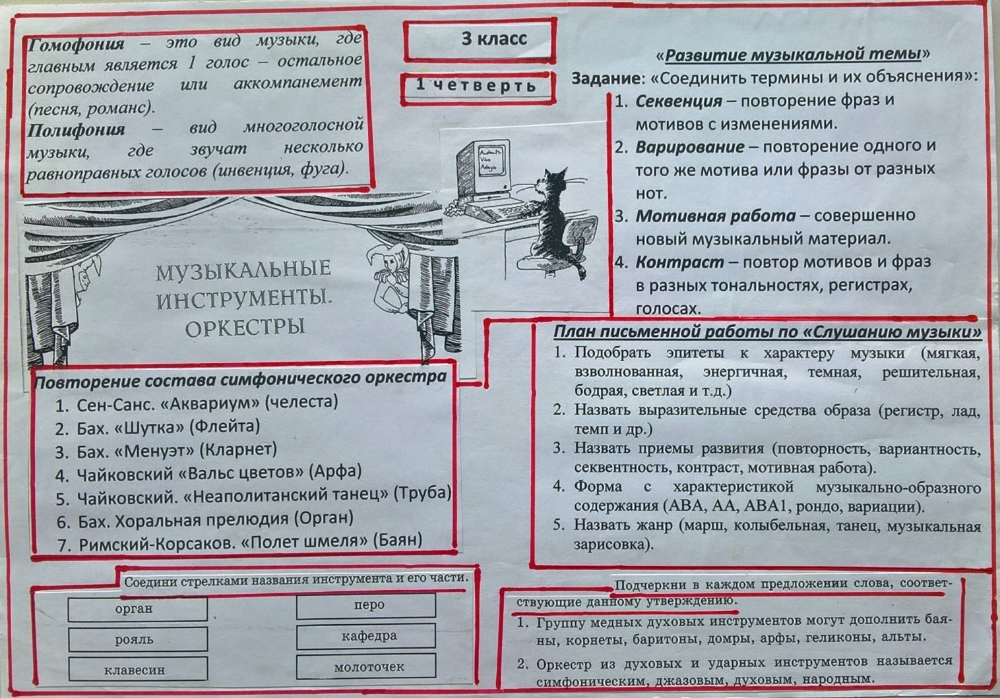 Гомофония – это вид музыки, где
главным является 1 голос – остальное
сопровождение или аккомпанемент
(песня, романс).
Полифония – вид многоголосной
музыки, где звучат несколько
равноправных голосов (инвенция, фуга).
3 класс
1 четверть
«Развитие музыкальной темы»
Задание: «Соединить термины и их объяснения»:
1. Секвенция – повторение фраз и
мотивов с изменениями.
2. Варирование – повторение одного и
того же мотива или фразы от разных
нот.
3. Мотивная работа – совершенно
новый музыкальный материал.
4. Контраст – повтор мотивов и фраз
в разных тональностях, регистрах,
голосах.
Vivo
Adagio
МУЗЫКАЛЬНЫЕ
ИНСТРУМЕНТЫ.
ОРКЕСТРЫ
Повторение состава симфонического оркестра
1. Сен-Санс. «Аквариум» (челеста)
2. Бах. «Шутка» (Флейта)
3. Бах. «Менуэт» (Кларнет)
4. Чайковский «Вальс цветов» (Арфа)
5. Чайковский. «Неаполитанский танец» (Труба)
6. Бах. Хоральная прелюдия (Орган)
7. Римский-Корсаков. «Полет шмеля» (Баян)
План письменной работы по «Слушанию музыки»
1. Подобрать эпитеты к характеру музыки (мягкая,
взволнованная, энергичная, темная, решительная,
бодрая, светлая и т.д.)
2. Назвать выразительные средства образа (регистр, лад,
темп и др.)
3. Назвать приемы развития (повторность, вариантность,
секвентность, контраст, мотивная работа).
4. Форма с характеристикой музыкально-образного
содержания (АВА, АА, АВА1, рондо, вариации).
5. Назвать жанр (марш, колыбельная, танец, музыкальная
зарисовка).
Соедини стрелками названия инструмента и его части.
орган
перо
рояль
кафедра
клавесин
молоточек
Подчеркни в каждом предложении слова, соответ-
ствующие данному утверждению.
1. Группу медных духовых инструментов могут дополнить бая-
ны, корнеты, баритоны, домры, арфы, геликоны, альты.
2. Оркестр из духовых и ударных инструментов называется
симфоническим, джазовым, духовым, народным.